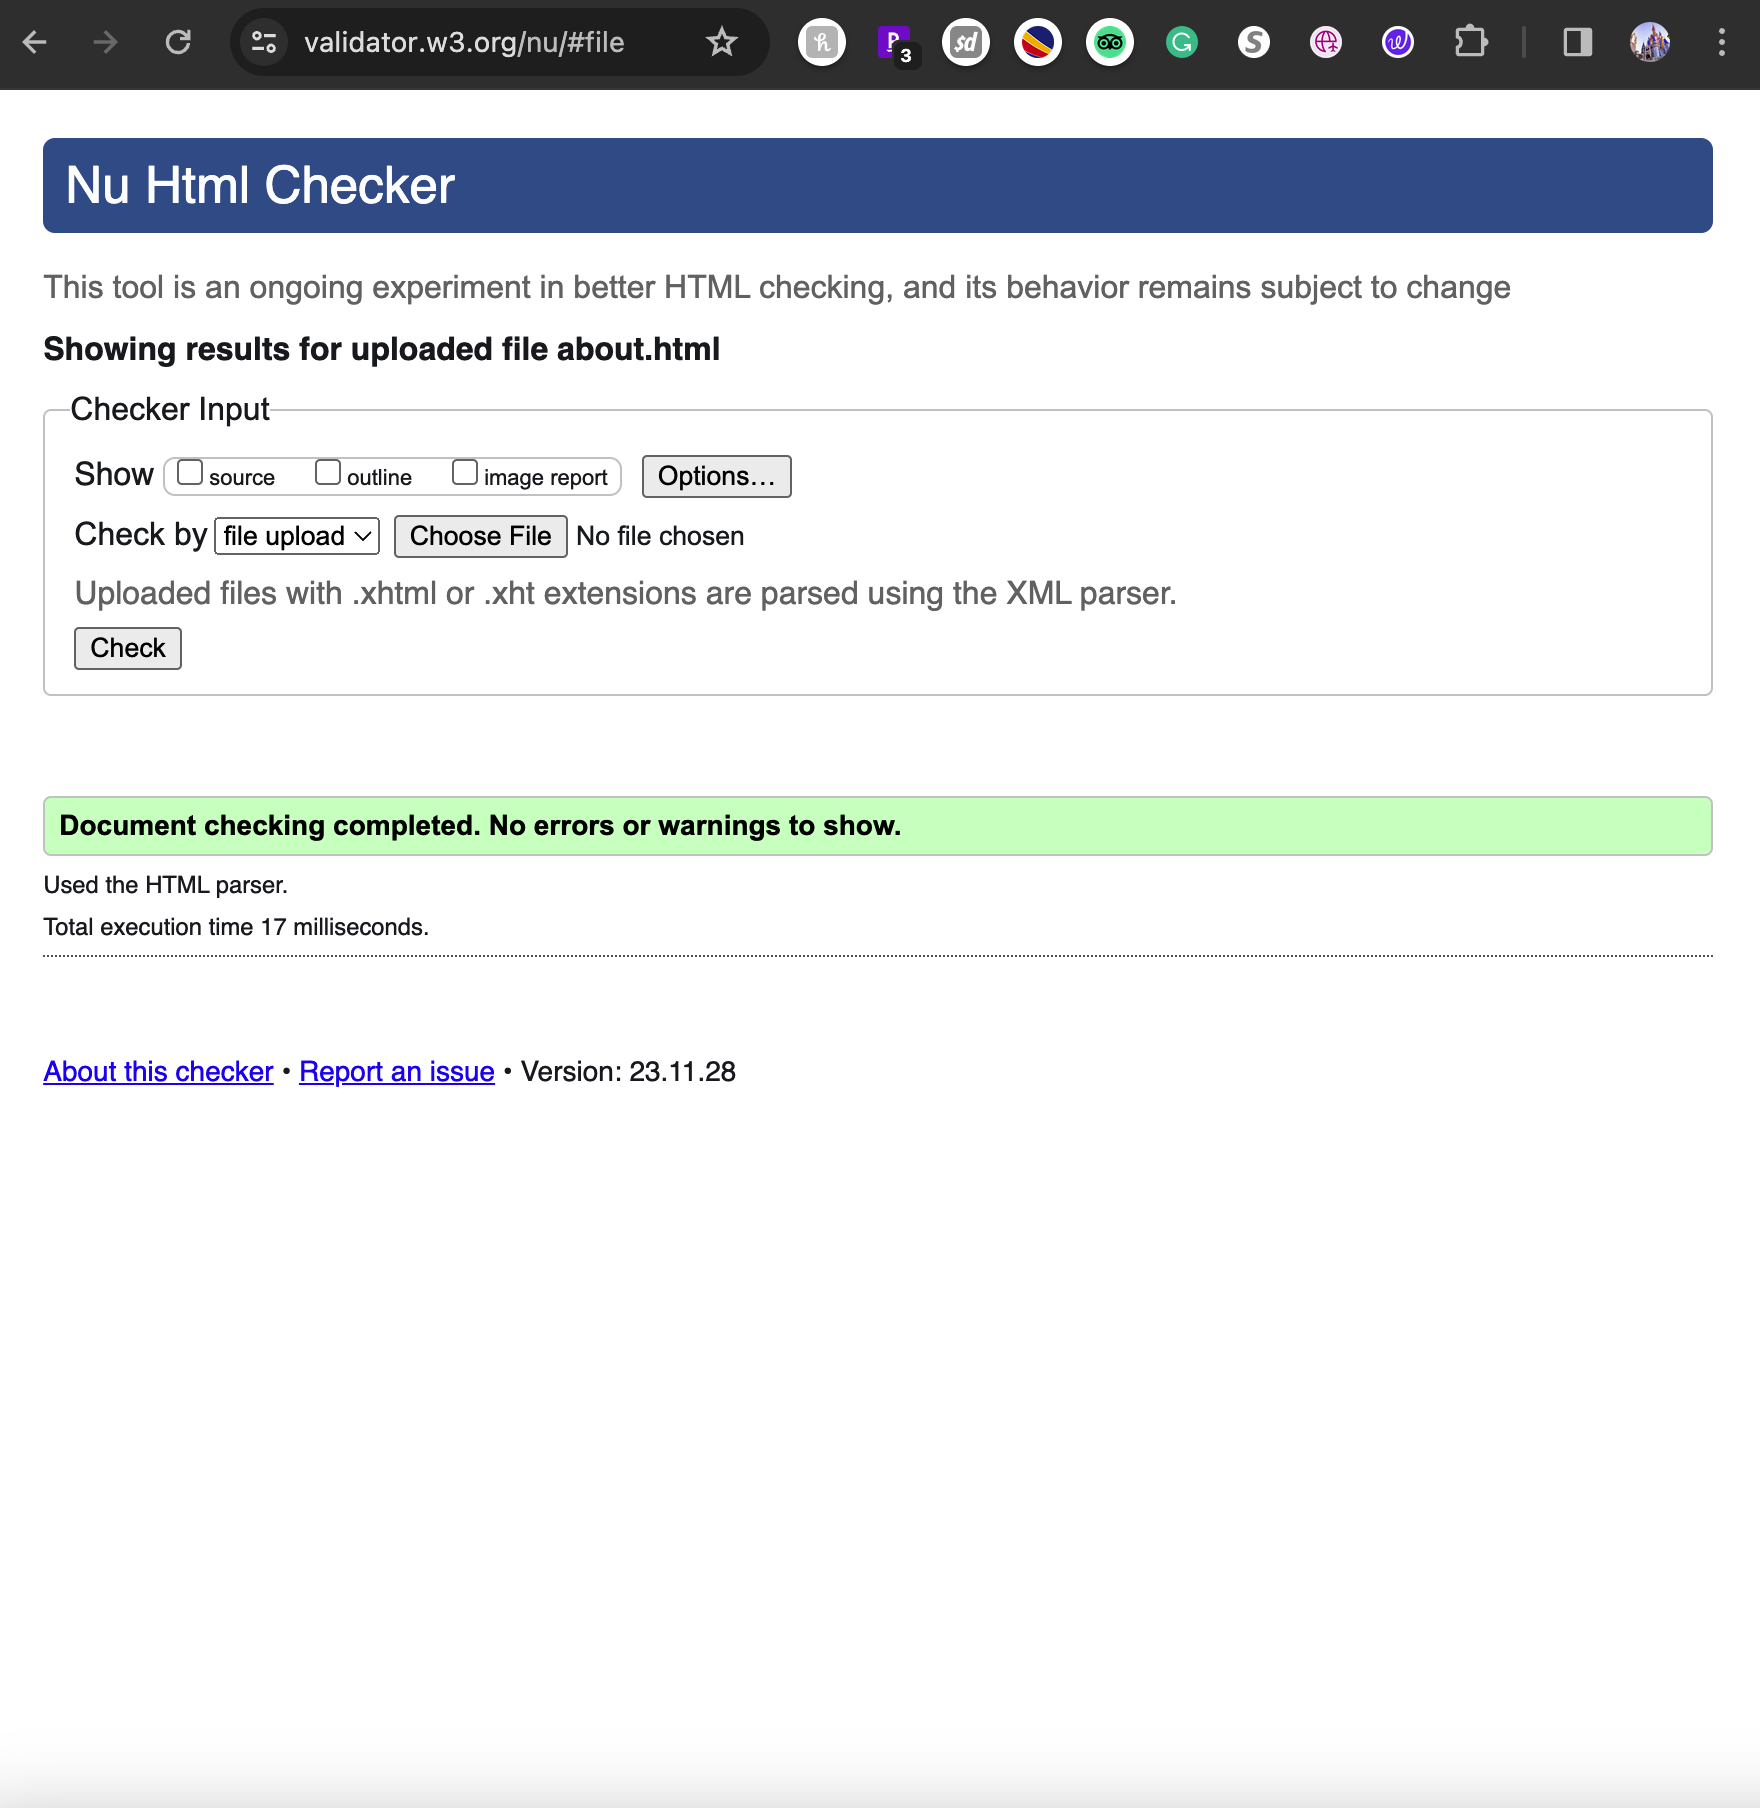 validator.w3.org/nu/#file
3
sd
G
S
Nu Html Checker
This tool is an ongoing experiment in better HTML checking, and its behavior remains subject to change
Showing results for uploaded file about.html
Checker Input
Show source outline image report Options...
Check by file upload Choose File No file chosen
Uploaded files with .xhtml or .xht extensions are parsed using the XML parser.
Check
Document checking completed. No errors or warnings to show.
Used the HTML parser.
Total execution time 17 milliseconds.
About this checker • Report an issue • Version: 23.11.28